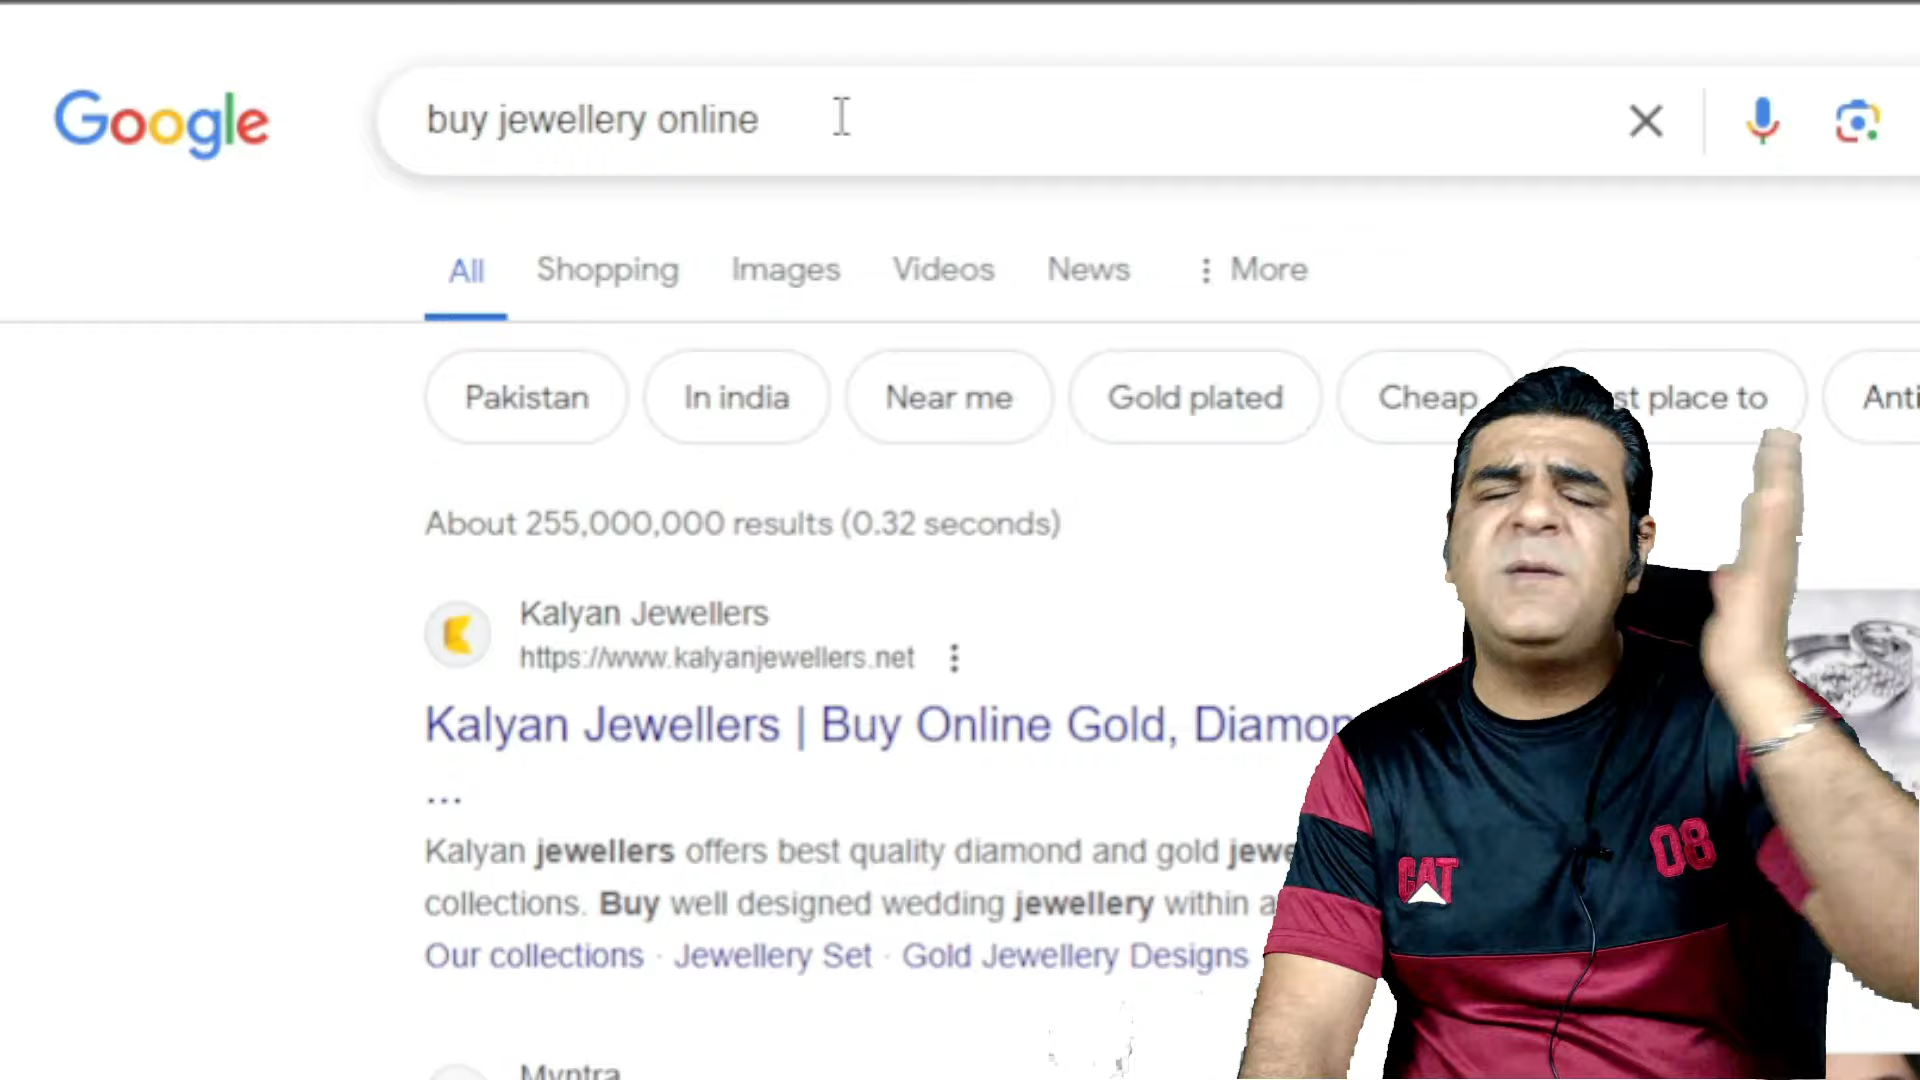 Google
buy jewellery online
All Shopping Images Videos News More
Pakistan In india Near me Gold plated Cheap place to
About 255,000,000 results (0.32 seconds)
Kalyan Jewellers
https://www.kalyanjewellers.net
Kalyan Jewellers | Buy Online Gold,
...
Kalyan jewellers offers best quality diamond and gold
collections. Buy well designed wedding jewellery within a
Our collections · Jewellery Set · Gold Jewellery Designs
Myntra
CAT
08